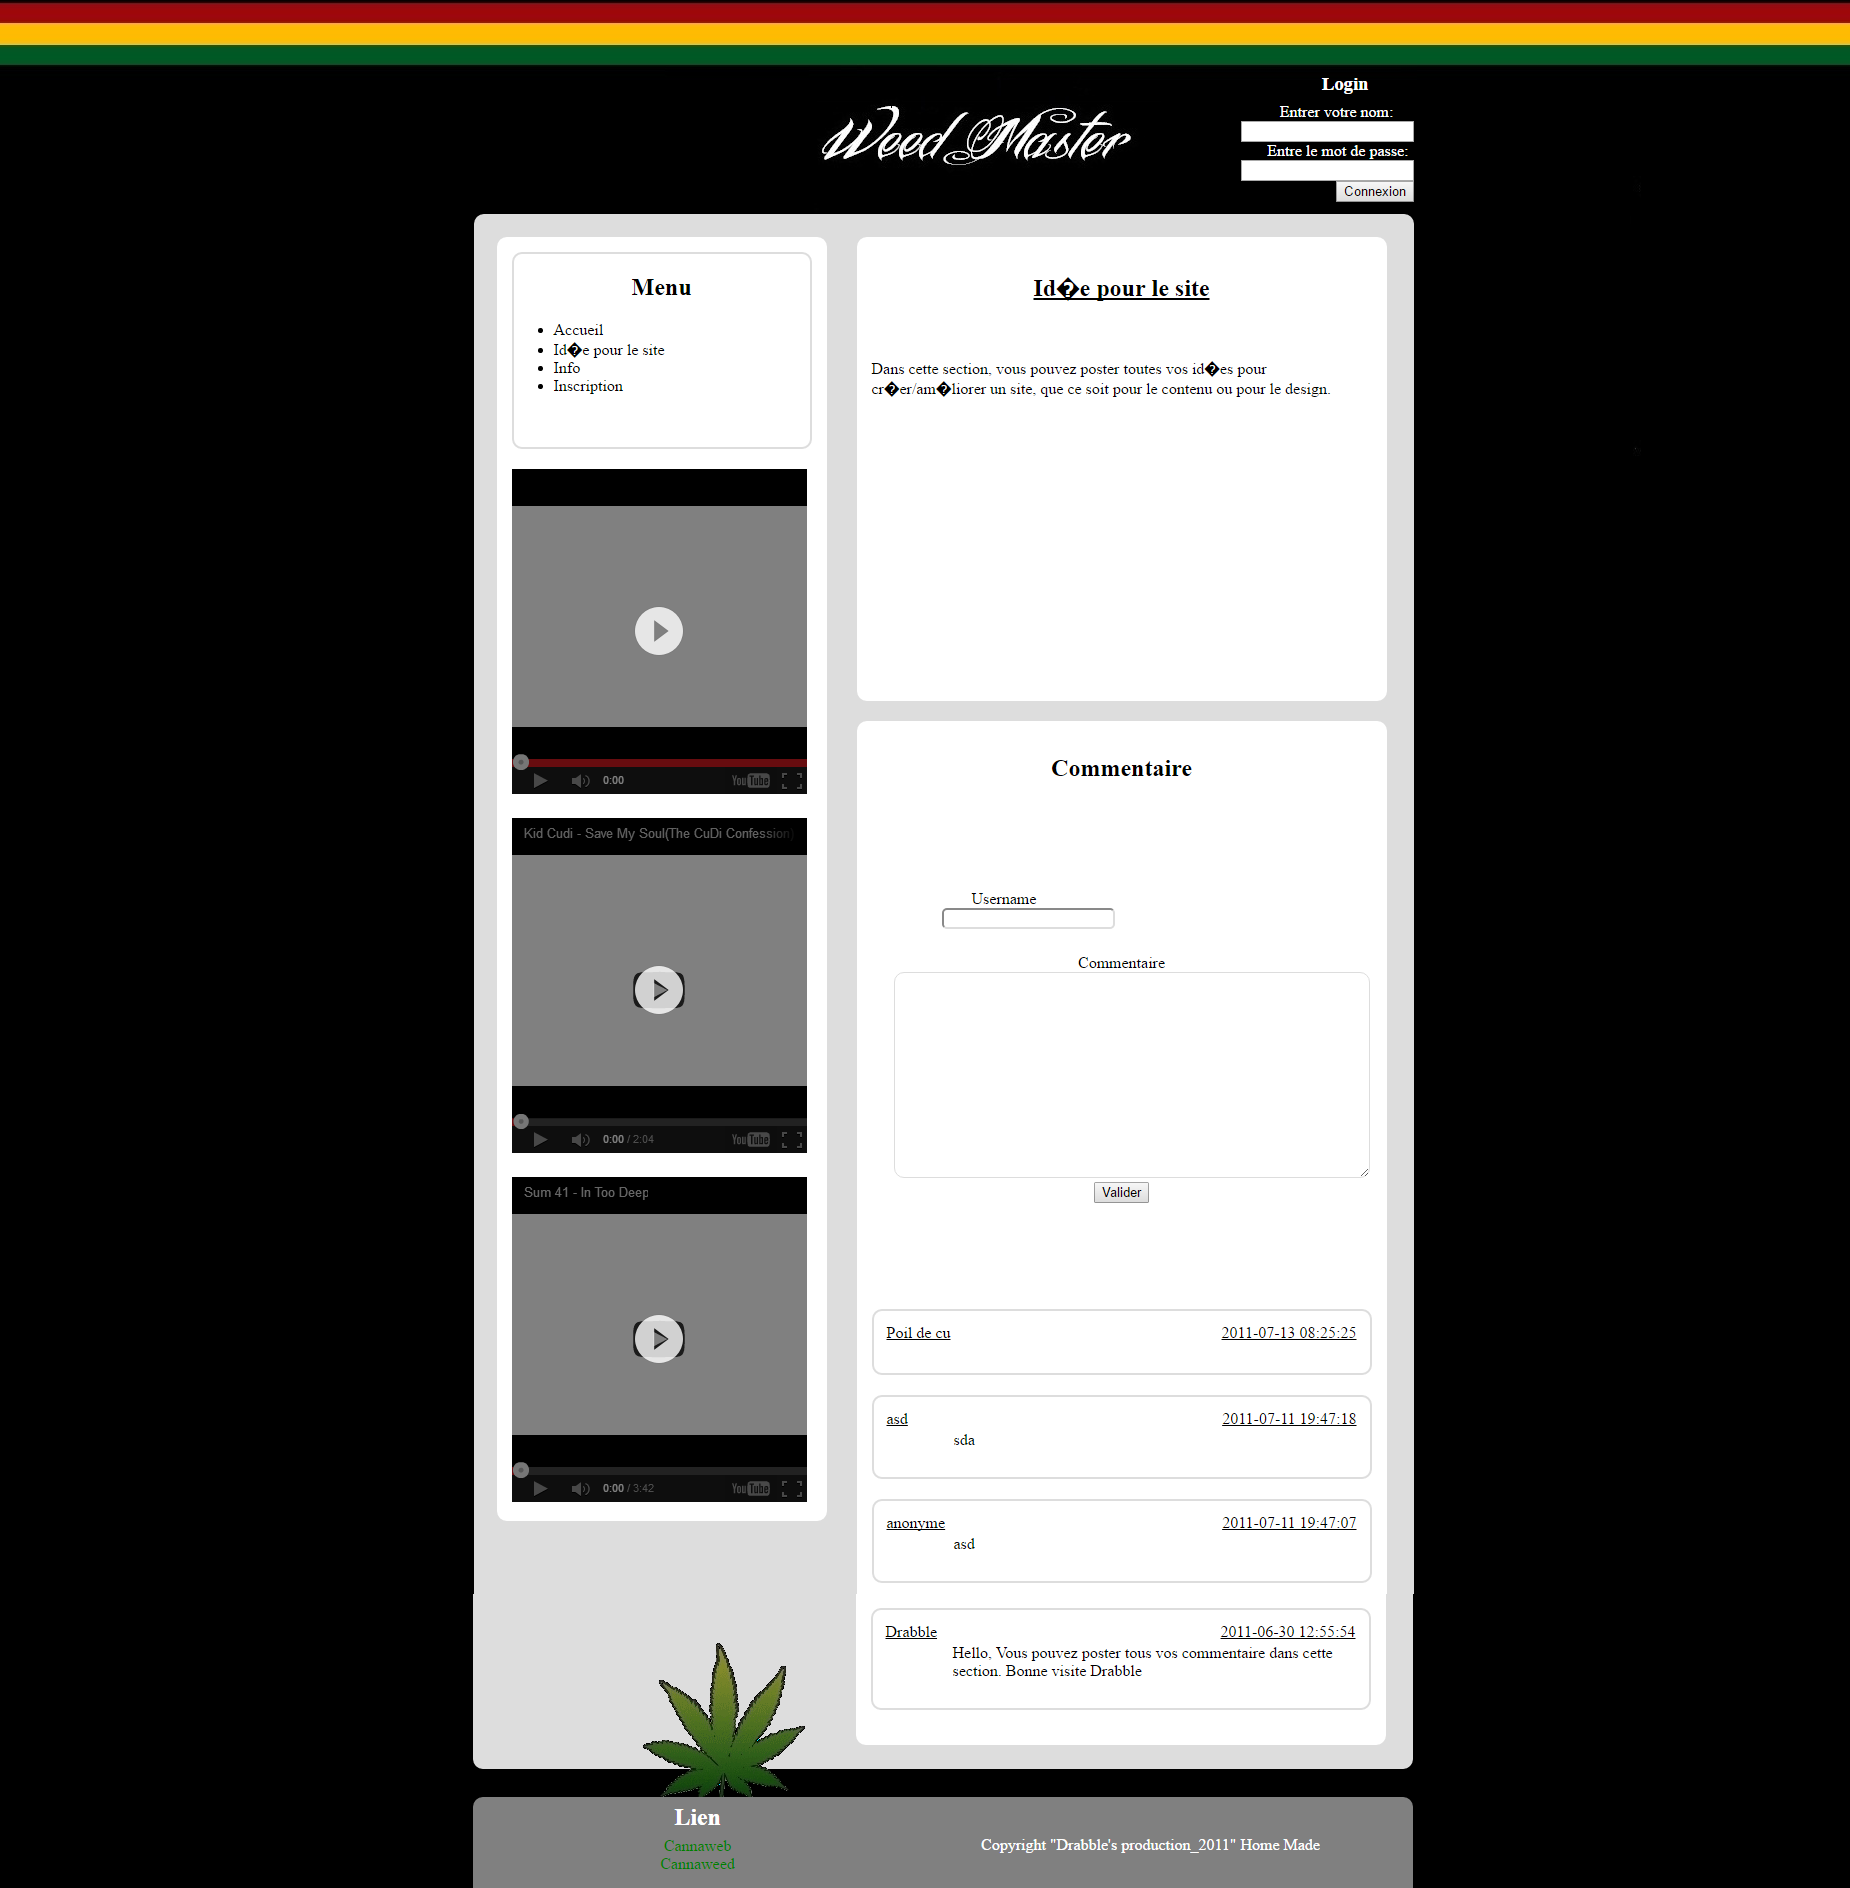 Login
Weed Master
Entrer votre nom:
Entre le mot de passe:
Connexion
Menu
Accueil
Id�e pour le site
Info
Inscription
Id�e pour le site
Dans cette section, vous pouvez poster toutes vos id�es pour
cr�er/am�liorer un site, que ce soit pour le contenu ou pour le design.
0:00
YouTube
Kid Cudi - Save My Soul(The CuDi Confession)
0:00 / 2:04
YouTube
Sum 41 - In Too Deep
0:00 / 3:42
YouTube
Commentaire
Username
Commentaire
Valider
Poil de cu 2011-07-13 08:25:25
asd 2011-07-11 19:47:18
sda
anonyme 2011-07-11 19:47:07
asd
Drabble 2011-06-30 12:55:54
Hello, Vous pouvez poster tous vos commentaire dans cette
section. Bonne visite Drabble
Lien
Cannaweb
Cannaweed
Copyright "Drabble's production_2011" Home Made